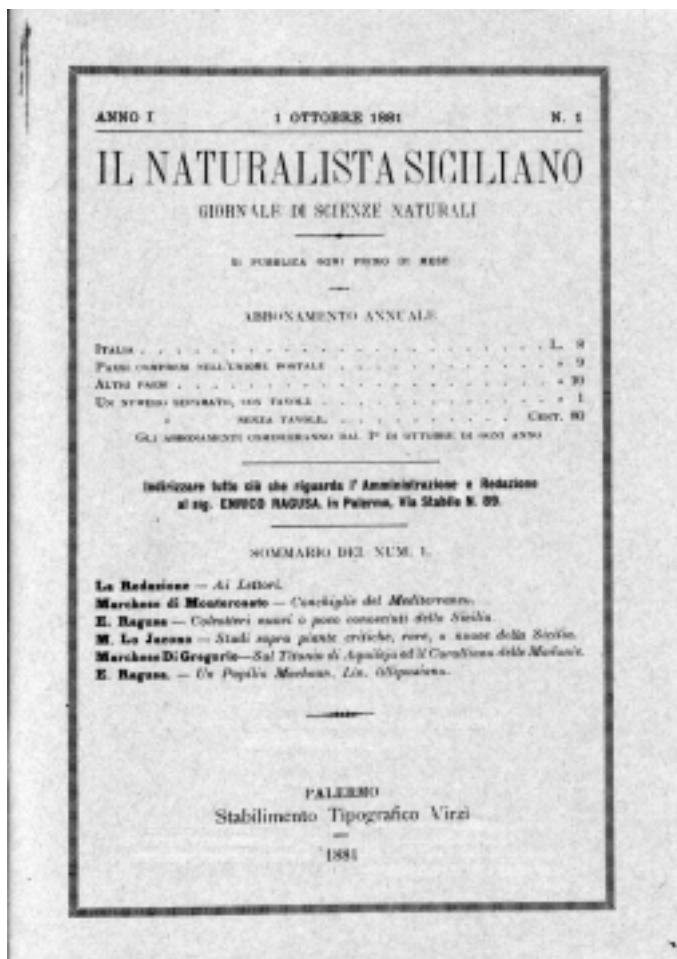 ANNO I 1 OTTOBRE 1881 N. 1
IL NATURALISTA SICILIANO
GIORNALE DI SCIENZE NATURALI
SI PUBBLICA OGNI PRIMO DI MESE
ABBONAMENTO ANNUALE
ITALIA . . . . . . . . . . . . . . . . . . L. 8
PAESI COMPRESI NELL'UNIONE POSTALE . . . . . . . . . . » 9
ALTRI PAESI . . . . . . . . . . . . . . . . . » 10
UN NUMERO SEPARATO, CON TAVOLE . . . . . . . . . . . » 1
» SENZA TAVOLE. . . . . . . . . . CENT. 80
GLI ABBONAMENTI COMINCERANNO DAL 1° DI OTTOBRE DI OGNI ANNO
Indirizzare tutto ciò che riguarda l'Amministrazione e Redazione
al sig. ENRICO RAGUSA, in Palermo, Via Stabile N. 89.
SOMMARIO DEL NUM. 1.
La Redazione — Ai Lettori.
Marchese di Monterosato — Conchiglie del Mediterraneo.
E. Ragusa — Coleotteri nuovi o poco conosciuti della Sicilia.
M. Lo Jacono — Studi sopra piante critiche, rare, o nuove della Sicilia.
Marchese Di Gregorio — Sul Titonio di Aquileja ed il Coralliano delle Madonie.
E. Ragusa. — Un Papilio Machaon. Lin.
PALERMO
Stabilimento Tipografico Virzì
1881